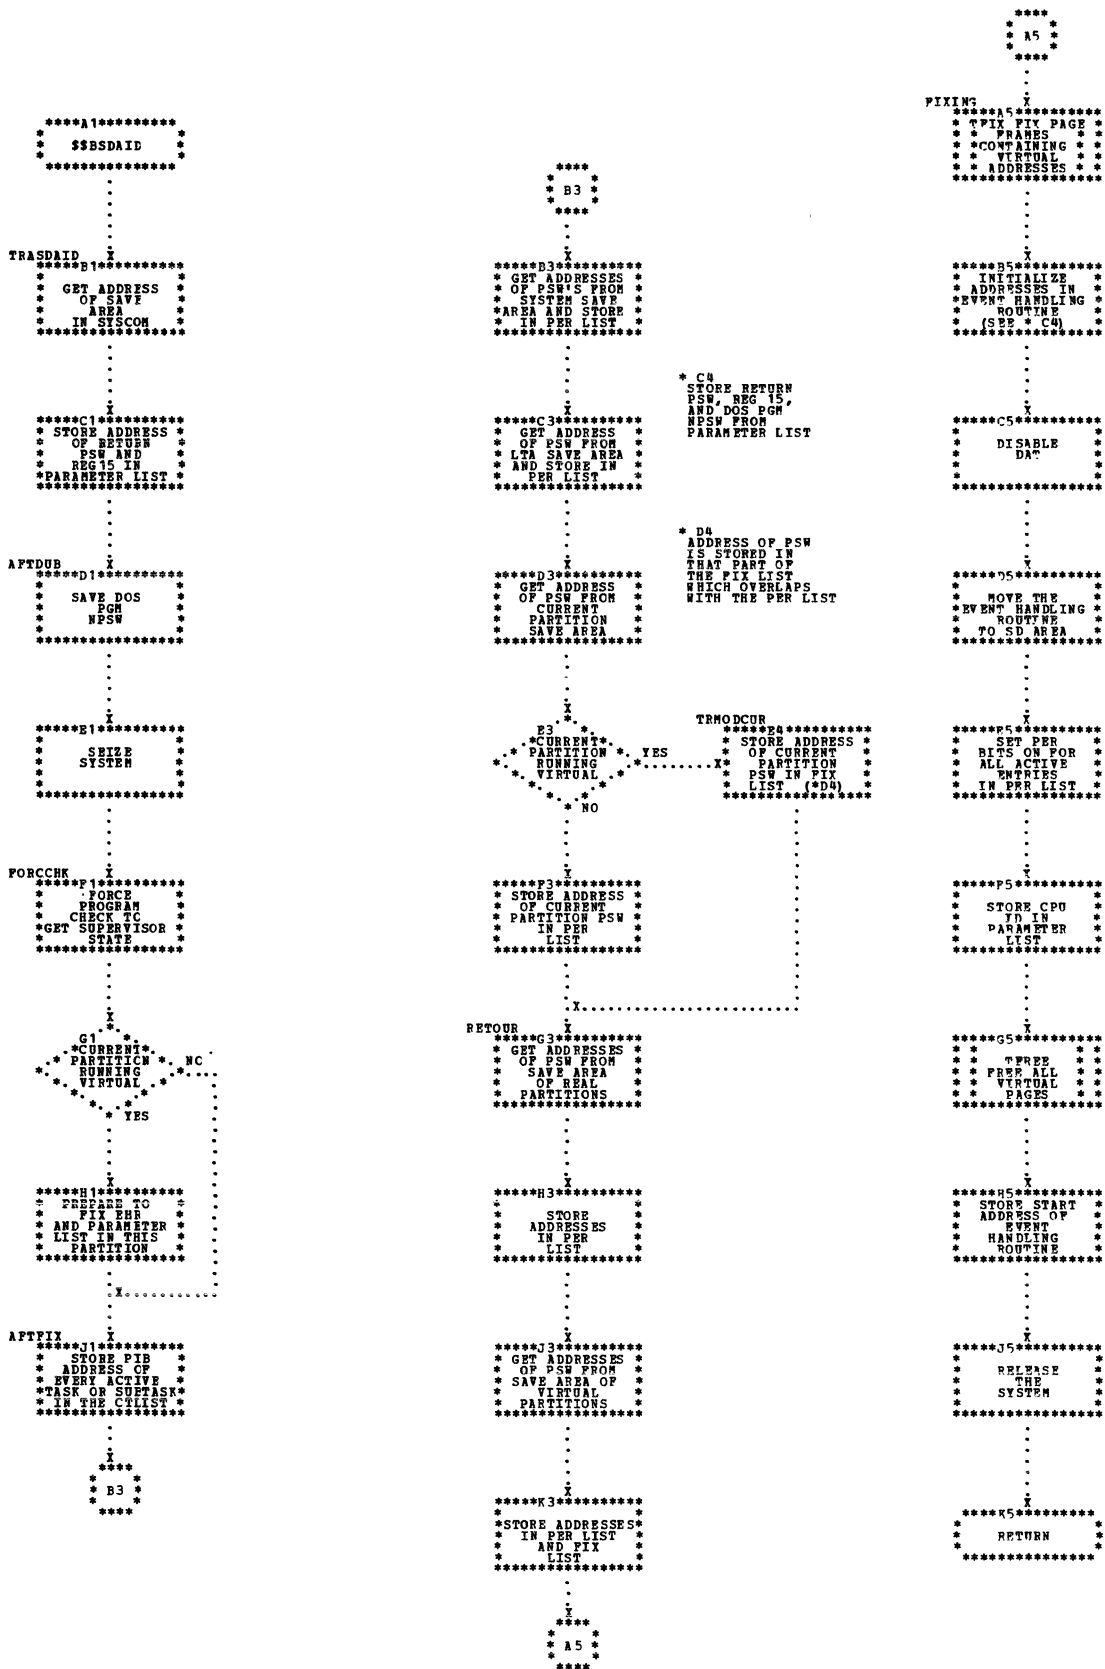 A1
$$BSDAID
TRASDAID
B1
GET ADDRESS
OF SAVE
AREA
IN SYSCOM
C1
STORE ADDRESS
OF RETURN
PSW AND
REG15 IN
PARAMETER LIST
AFTDUB
D1
SAVE DOS
PGM
NPSW
E1
SEIZE
SYSTEM
FORCCHK
F1
FORCE
PROGRAM
CHECK TO
GET SUPERVISOR
STATE
G1
CURRENT
PARTITION
RUNNING
VIRTUAL
NO
YES
H1
PREPARE TO
FIX EHR
AND PARAMETER
LIST IN THIS
PARTITION
AFTFIX
J1
STORE PIB
ADDRESS OF
EVERY ACTIVE
TASK OR SUBTASK
IN THE CTLIST
B3
B3
B3
GET ADDRESSES
OF PSW'S FROM
SYSTEM SAVE
AREA AND STORE
IN PER LIST
C3
GET ADDRESS
OF PSW FROM
LTA SAVE AREA
AND STORE IN
PER LIST
D3
GET ADDRESS
OF PSW FROM
CURRENT
PARTITION
SAVE AREA
E3
CURRENT
PARTITION
RUNNING
VIRTUAL
YES
NO
F3
STORE ADDRESS
OF CURRENT
PARTITION PSW
IN PER
LIST
RETOUR
G3
GET ADDRESSES
OF PSW FROM
SAVE AREA
OF REAL
PARTITIONS
H3
STORE
ADDRESSES
IN PER
LIST
J3
GET ADDRESSES
OF PSW FROM
SAVE AREA OF
VIRTUAL
PARTITIONS
K3
STORE ADDRESSES
IN PER LIST
AND FIX
LIST
A5
* C4
STORE RETURN
PSW, REG 15,
AND DOS PGM
NPSW FROM
PARAMETER LIST
* D4
ADDRESS OF PSW
IS STORED IN
THAT PART OF
THE FIX LIST
WHICH OVERLAPS
WITH THE PER LIST
TRMODCUR
E4
STORE ADDRESS
OF CURRENT
PARTITION
PSW IN FIX
LIST (*D4)
A5
FIXING
A5
TFIX FIX PAGE
FRAMES
CONTAINING
VIRTUAL
ADDRESSES
B5
INITIALIZE
ADDRESSES IN
EVENT HANDLING
ROUTINE
(SEE * C4)
C5
DISABLE
DAT
D5
MOVE THE
EVENT HANDLING
ROUTINE
TO SD AREA
E5
SET PER
BITS ON FOR
ALL ACTIVE
ENTRIES
IN PER LIST
F5
STORE CPU
ID IN
PARAMETER
LIST
G5
TFREE
FREE ALL
VIRTUAL
PAGES
H5
STORE START
ADDRESS OF
EVENT
HANDLING
ROUTINE
J5
RELEASE
THE
SYSTEM
K5
RETURN